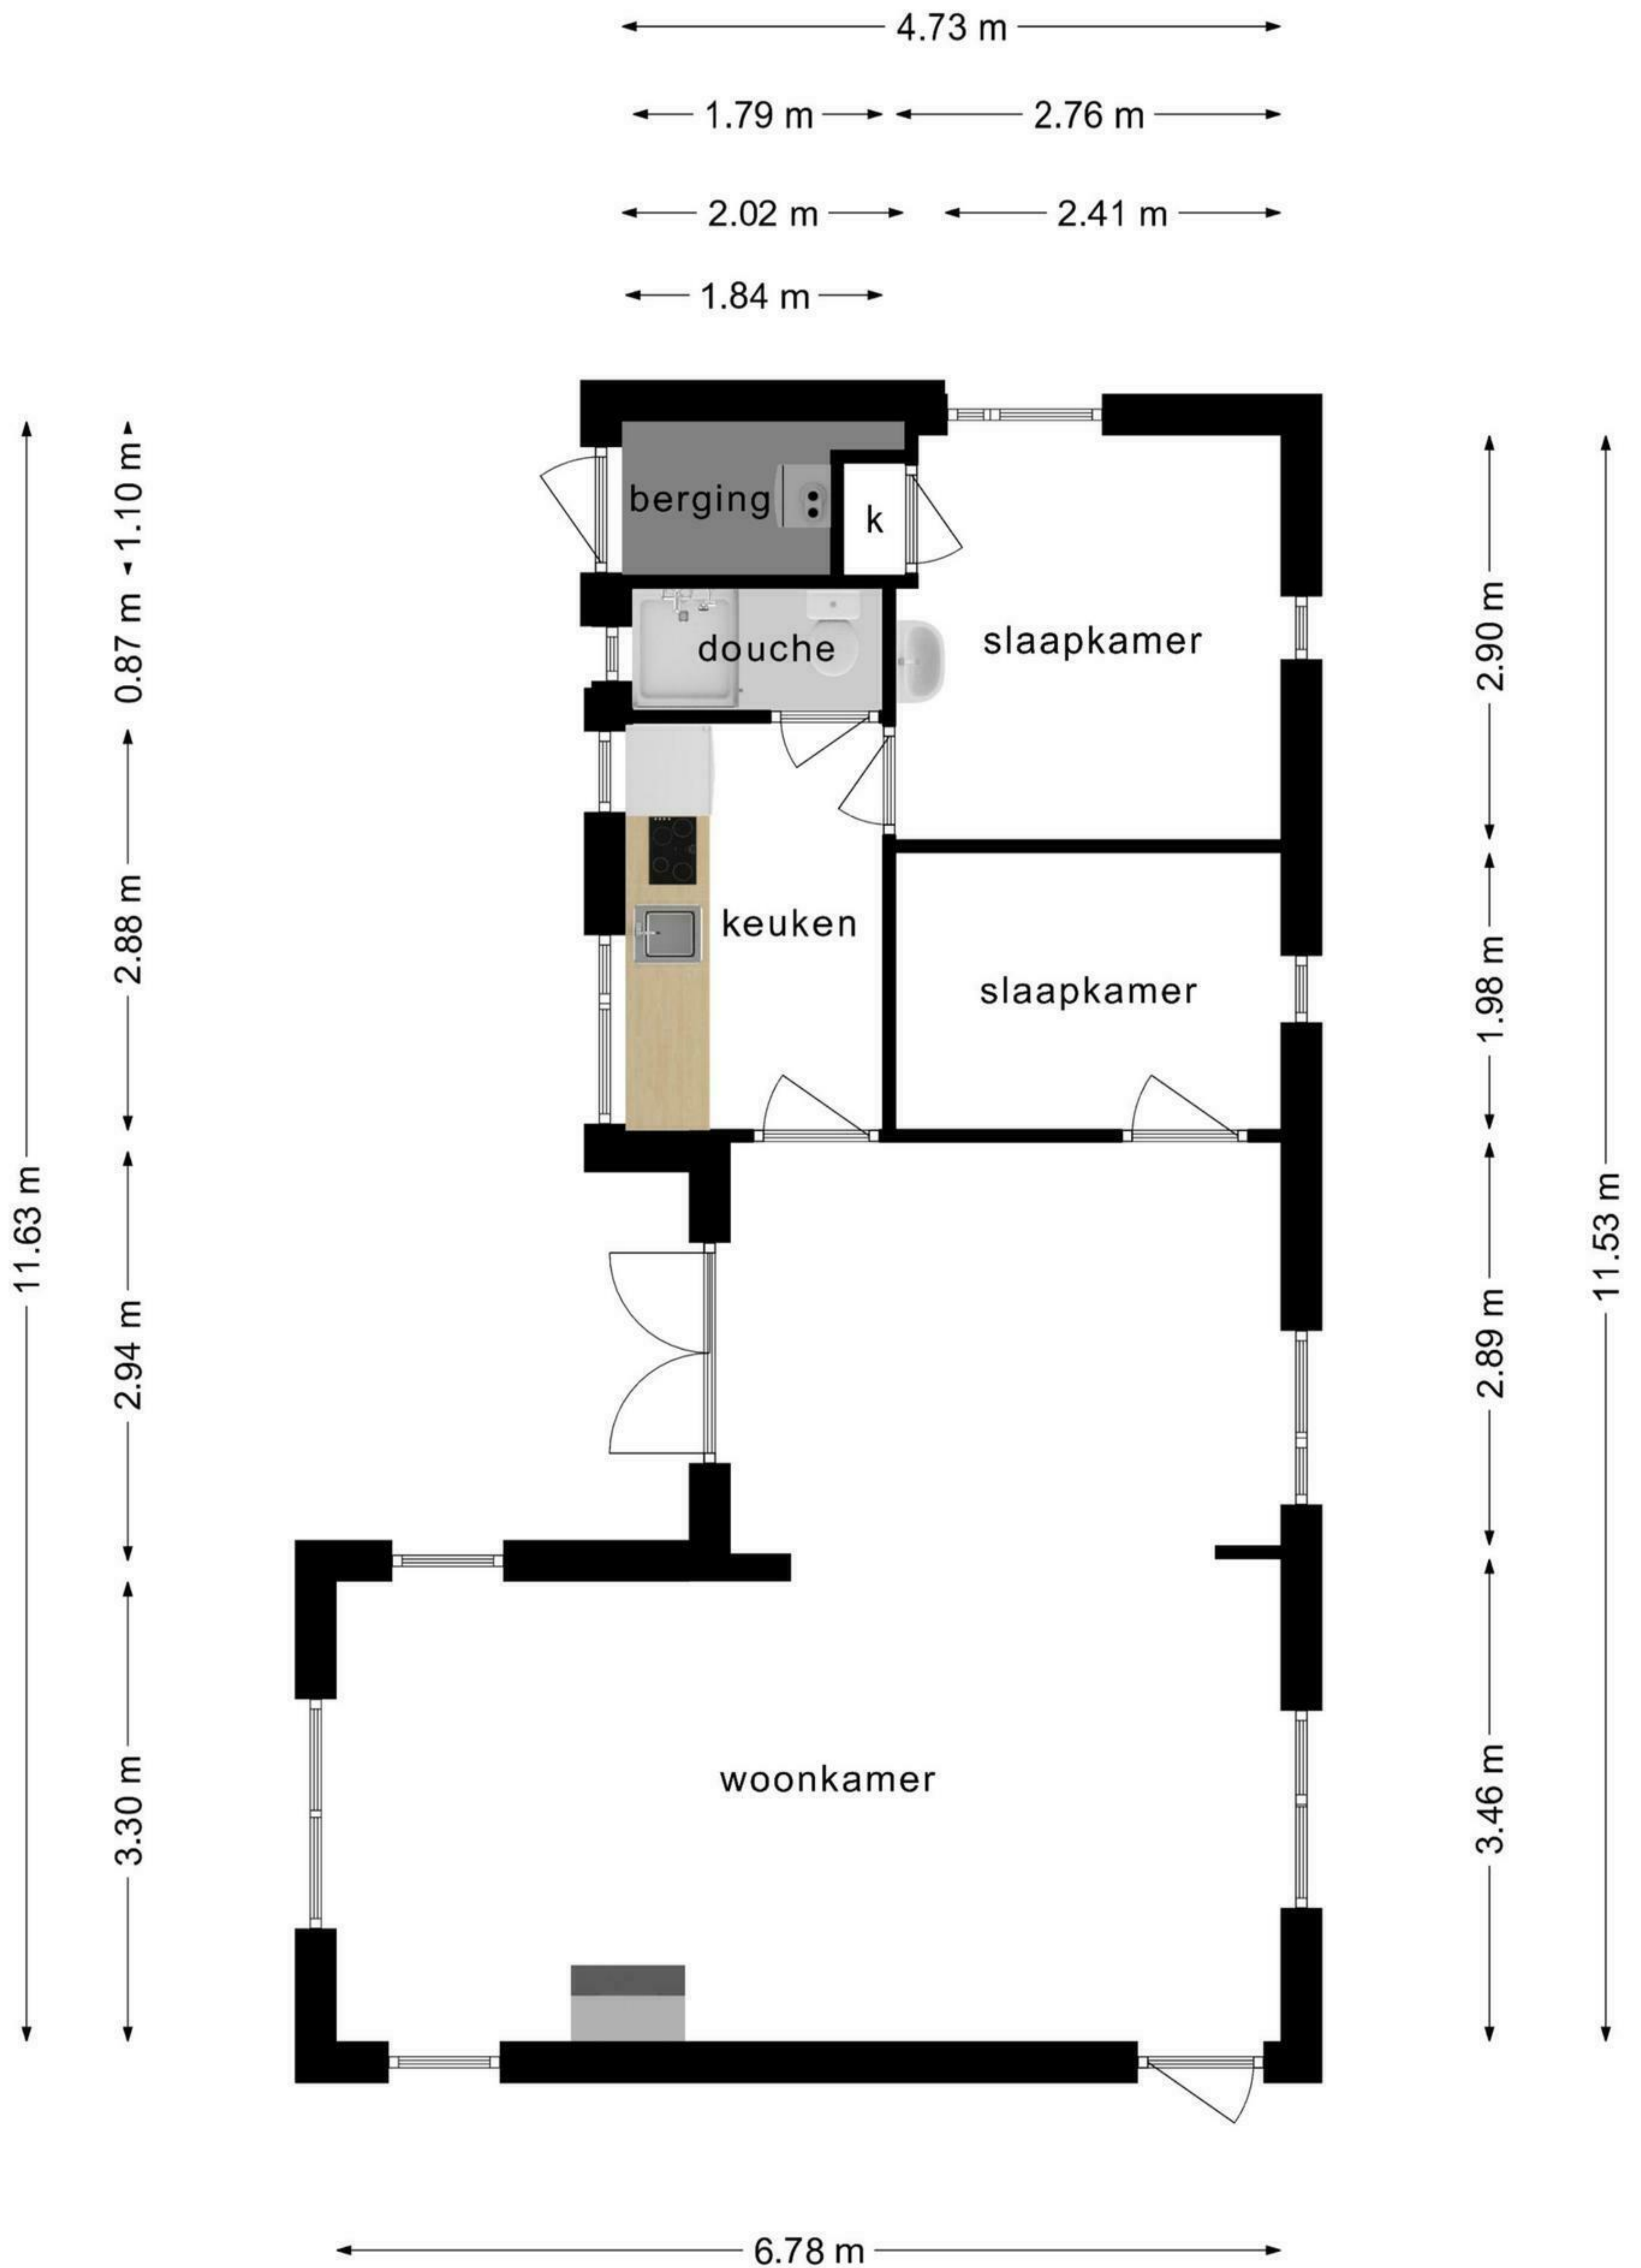 4.73 m
1.79 m
2.76 m
2.02 m
2.41 m
1.84 m
1.10 m
berging
k
0.87 m
douche
slaapkamer
2.90 m
2.88 m
keuken
slaapkamer
1.98 m
11.63 m
11.53 m
2.94 m
2.89 m
3.30 m
woonkamer
3.46 m
6.78 m